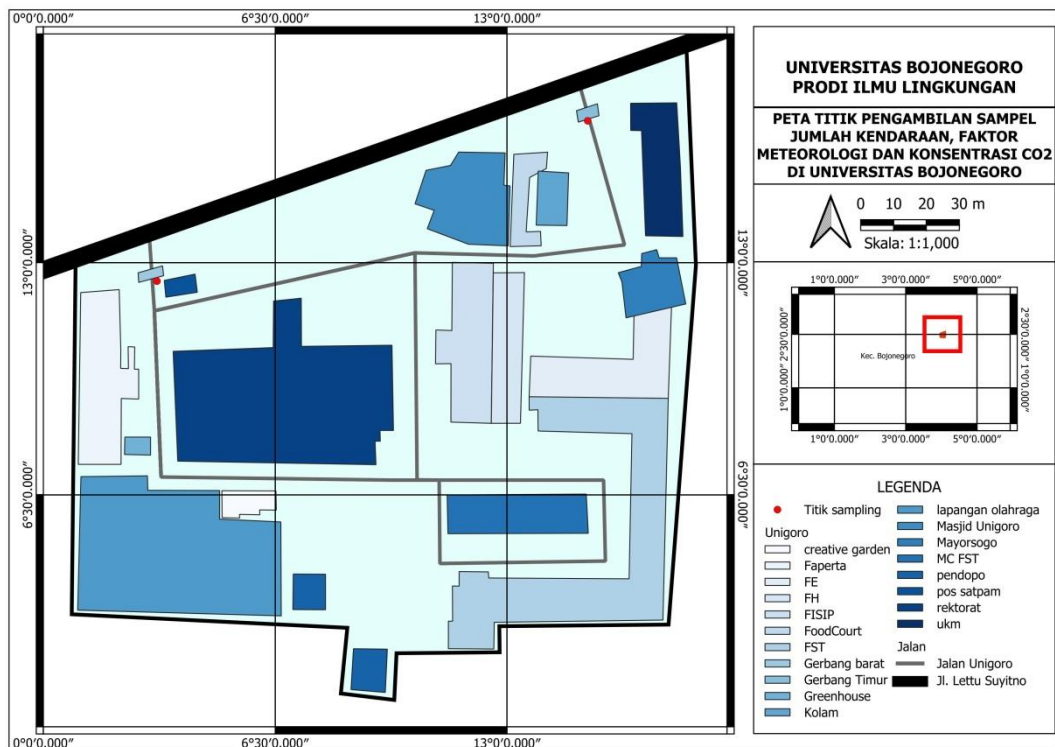 0°0'0.000"
6°30'0.000"
13°0'0.000"
13°0'0.000"
6°30'0.000"
13°0'0.000"
6°30'0.000"
0°0'0.000"
6°30'0.000"
13°0'0.000"
UNIVERSITAS BOJONEGORO
PRODI ILMU LINGKUNGAN
PETA TITIK PENGAMBILAN SAMPEL
JUMLAH KENDARAAN, FAKTOR
METEOROLOGI DAN KONSENTRASI CO2
DI UNIVERSITAS BOJONEGORO
0 10 20 30 m
Skala: 1:1,000
1°0'0.000" 3°0'0.000" 5°0'0.000"
1°0'0.000" 2°30'0.000"
Kec. Bojonegoro
1°0'0.000" 2°30'0.000"
1°0'0.000" 3°0'0.000" 5°0'0.000"
LEGENDA
Titik sampling
Unigoro
creative garden
Faperta
FE
FH
FISIP
FoodCourt
FST
Gerbang barat
Gerbang Timur
Greenhouse
Kolam
lapangan olahraga
Masjid Unigoro
Mayorsogo
MC FST
pendopo
pos satpam
rektorat
ukm
Jalan
Jalan Unigoro
Jl. Lettu Suyitno